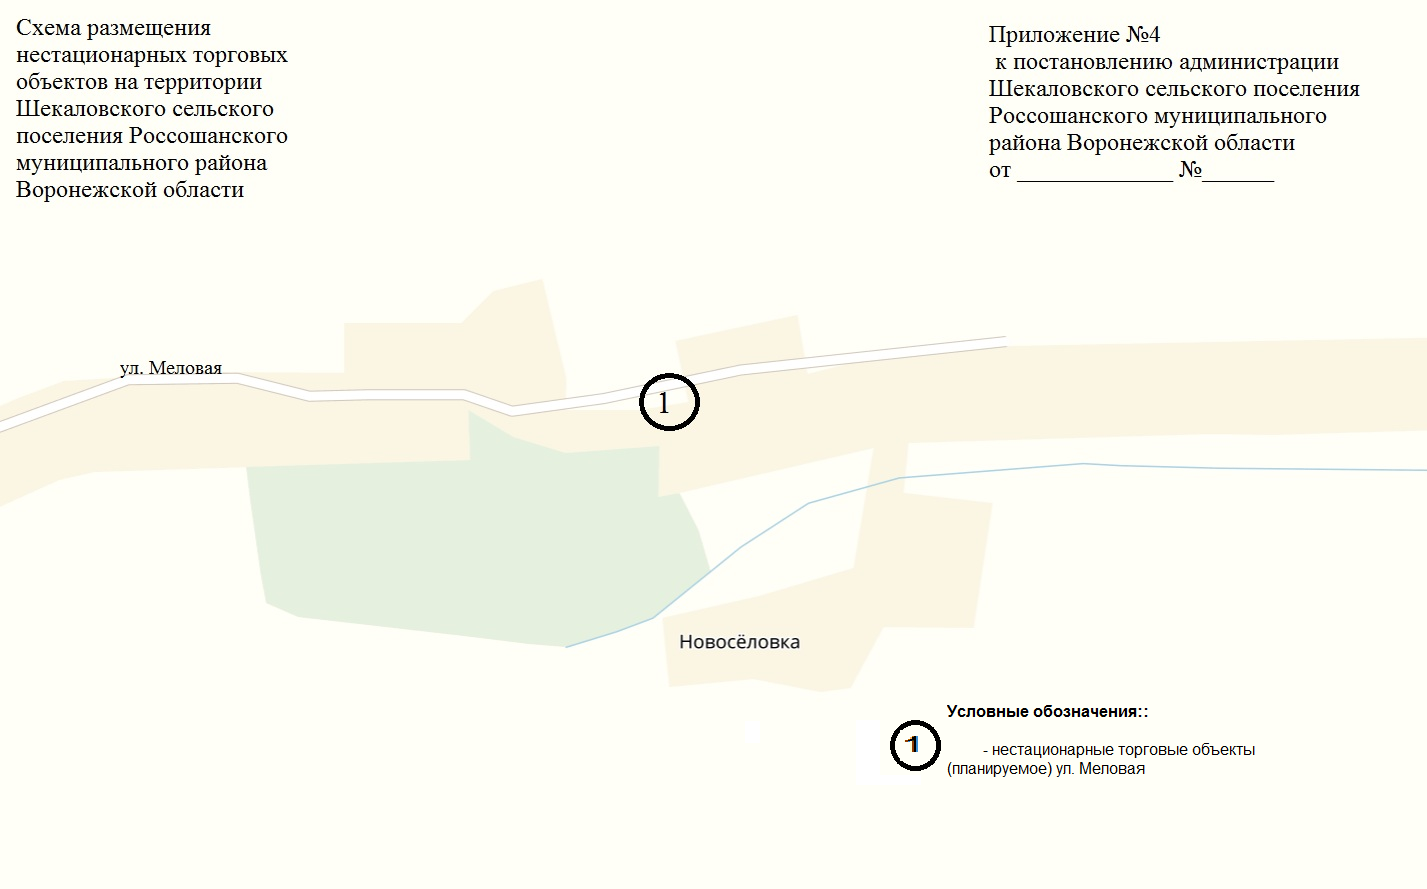 Схема размещения
нестационарных торговых
объектов на территории
Шекаловского сельского
поселения Россошанского
муниципального района
Воронежской области
Приложение №4
к постановлению администрации
Шекаловского сельского поселения
Россошанского муниципального
района Воронежской области
от _____________ №______
ул. Меловая
1
Новосёловка
Условные обозначения::
1
- нестационарные торговые объекты
(планируемое) ул. Меловая